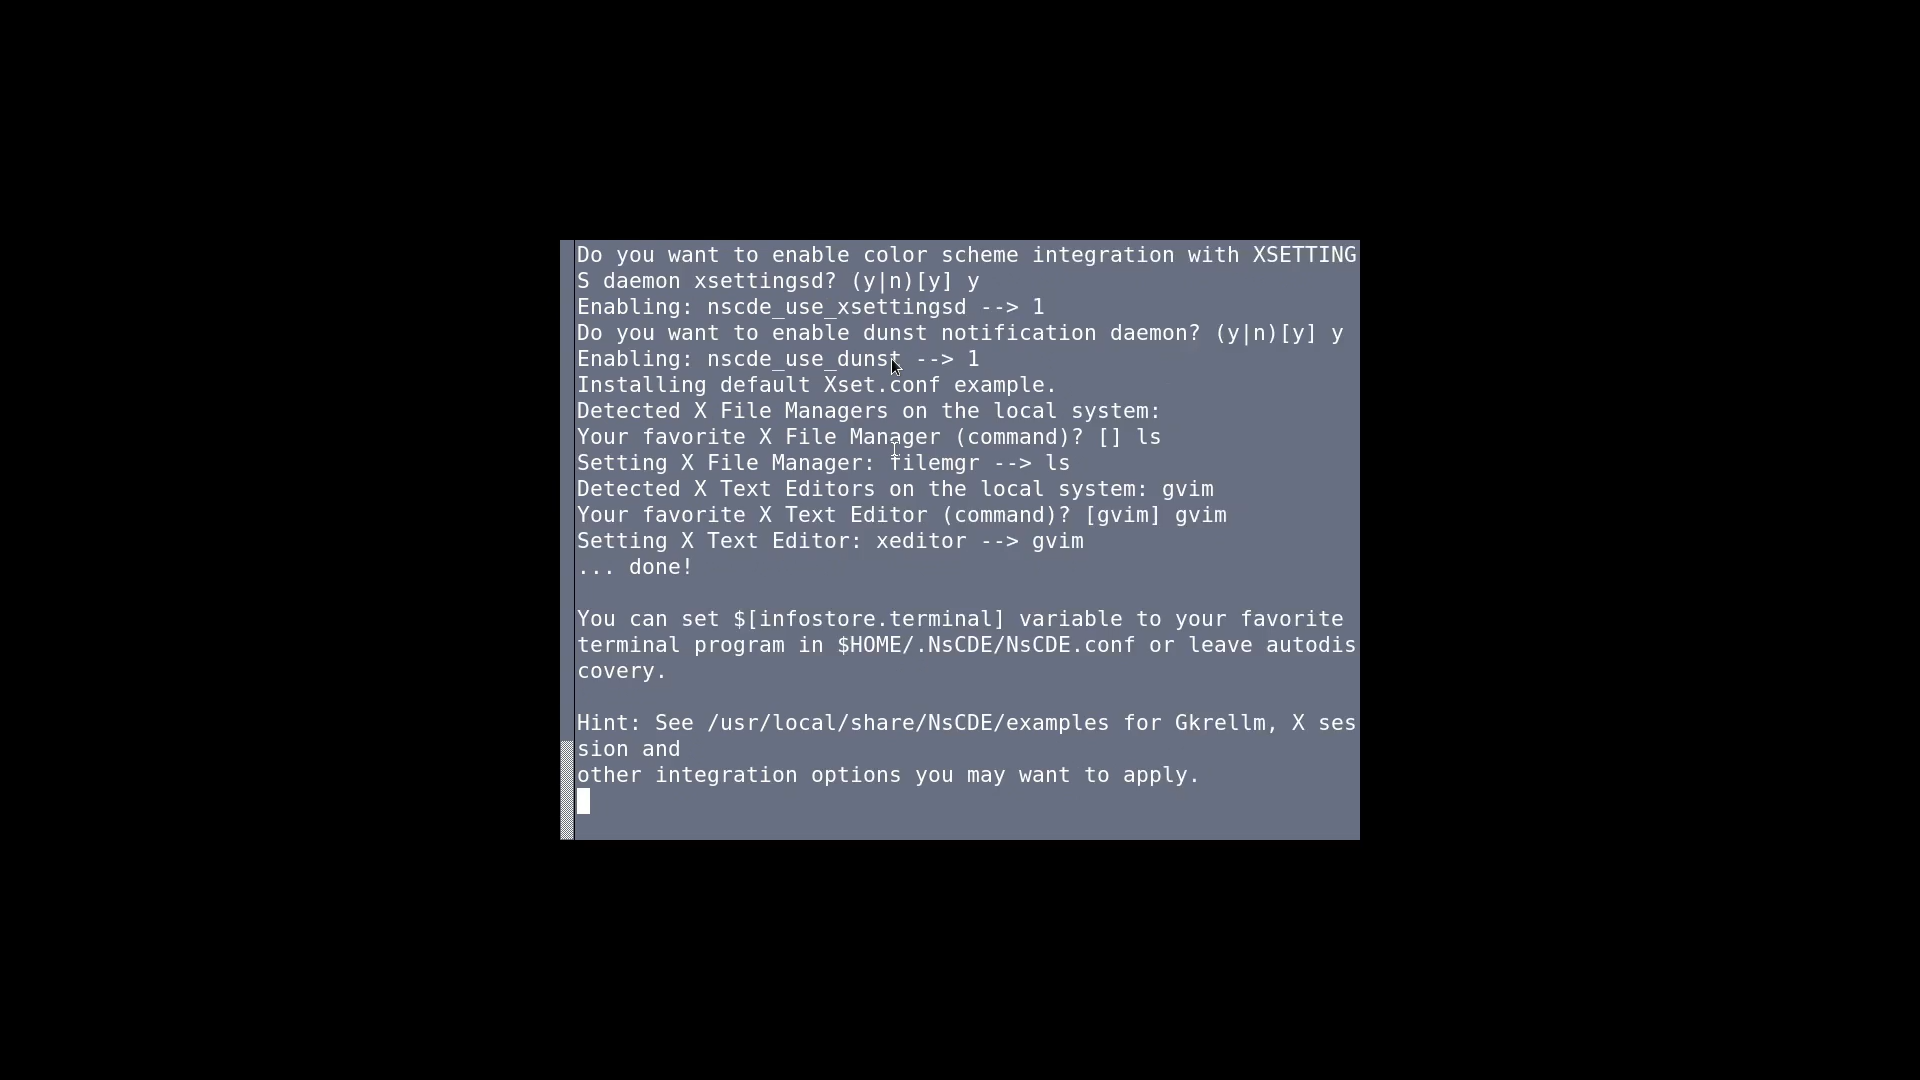 Do you want to enable color scheme integration with XSETTING
S daemon xsettingsd? (y|n)[y] y
Enabling: nscde_use_xsettingsd --> 1
Do you want to enable dunst notification daemon? (y|n)[y] y
Enabling: nscde_use_dunst --> 1
Installing default Xset.conf example.
Detected X File Managers on the local system:
Your favorite X File Manager (command)? [] ls
Setting X File Manager: filemgr --> ls
Detected X Text Editors on the local system: gvim
Your favorite X Text Editor (command)? [gvim] gvim
Setting X Text Editor: xeditor --> gvim
... done!
You can set $[infostore.terminal] variable to your favorite
terminal program in $HOME/.NsCDE/NsCDE.conf or leave autodis
covery.
Hint: See /usr/local/share/NsCDE/examples for Gkrellm, X ses
sion and
other integration options you may want to apply.